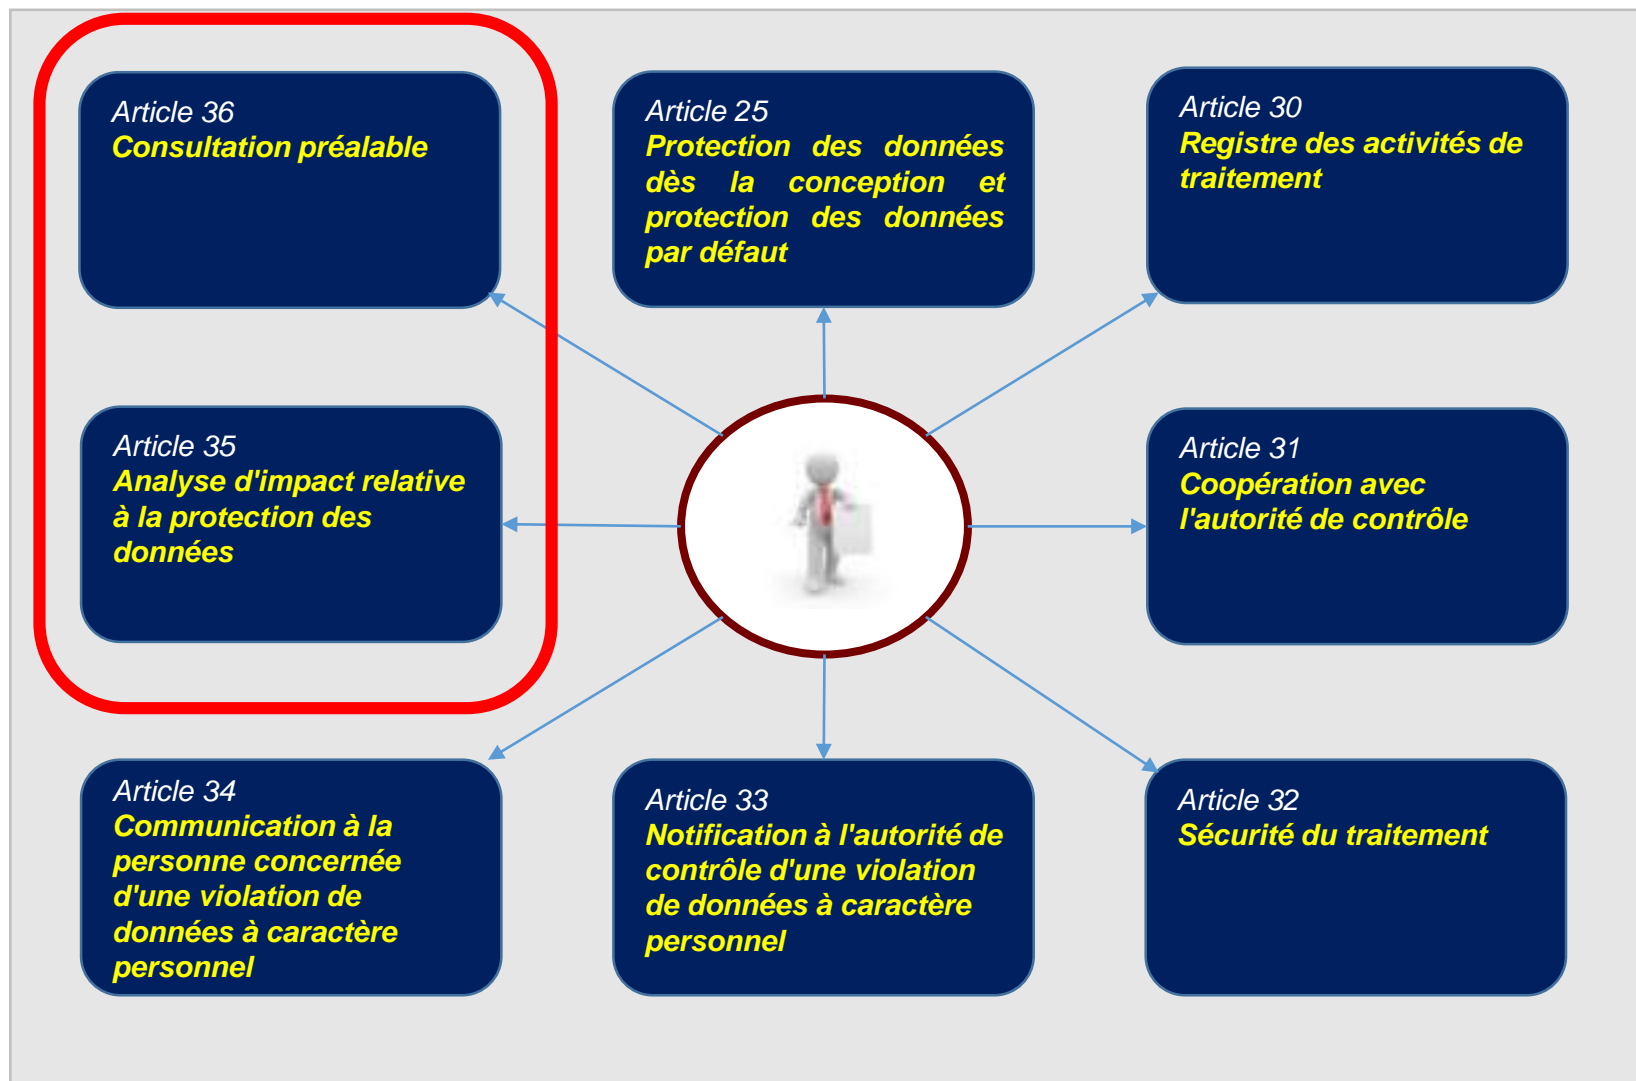 Article 36
Consultation préalable
Article 25
Protection des données
dès la conception et
protection des données
par défaut
Article 30
Registre des activités de
traitement
Article 35
Analyse d'impact relative
à la protection des
données
Article 31
Coopération avec
l'autorité de contrôle
Article 34
Communication à la
personne concernée
d'une violation de
données à caractère
personnel
Article 33
Notification à l'autorité de
contrôle d'une violation
de données à caractère
personnel
Article 32
Sécurité du traitement